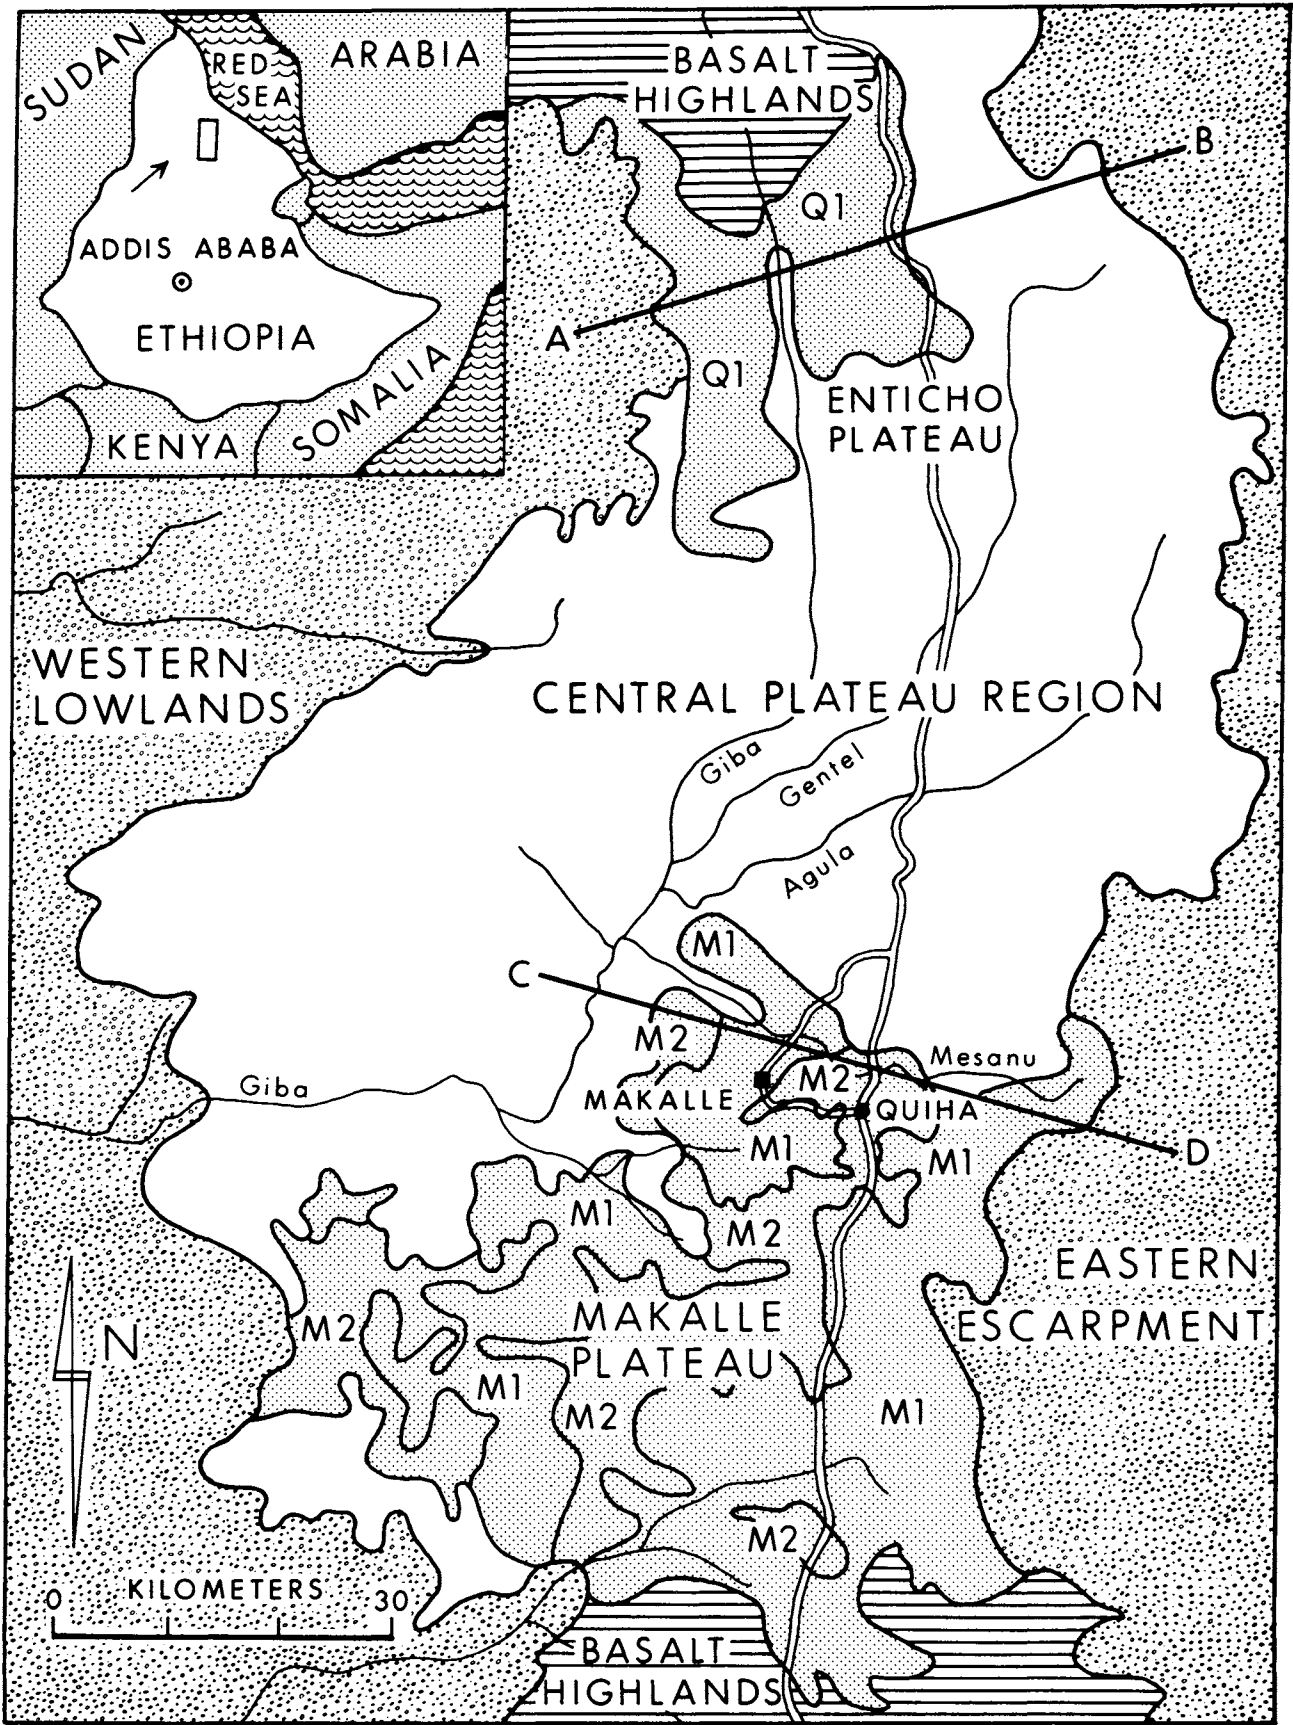 SUDAN
RED
SEA
ARABIA
ADDIS ABABA
ETHIOPIA
KENYA
SOMALIA
BASALT
HIGHLANDS
B
Q1
A
Q1
ENTICHO
PLATEAU
WESTERN
LOWLANDS
CENTRAL PLATEAU REGION
Giba
Gentel
Agula
M1
C
M2
Mesanu
Giba
M2
MAKALLE
QUIHA
M1
M1
D
M1
M2
EASTERN
ESCARPMENT
MAKALLE
PLATEAU
N
M2
M1
M2
M1
M2
0 KILOMETERS 30
BASALT
HIGHLANDS